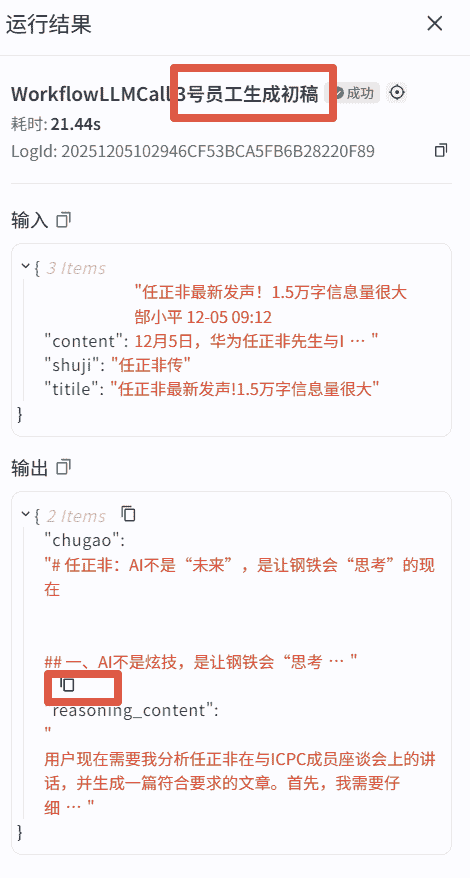 运行结果
WorkflowLLMCall 3号员工生成初稿 成功
耗时: 21.44s
LogId: 20251205102946CF53BCA5FB6B28220F89
输入
{ 3 Items
"任正非最新发声！1.5万字信息量很大
郜小平 12-05 09:12
"content": 12月5日，华为任正非先生与I … "
"shuji": "任正非传"
"titile": "任正非最新发声!1.5万字信息量很大"
}
输出
{ 2 Items
"chugao":
"# 任正非：AI不是“未来”，是让钢铁会“思考”的现
在
## 一、AI不是炫技，是让钢铁会“思考 … "
"reasoning_content":
"
用户现在需要我分析任正非在与ICPC成员座谈会上的讲
话，并生成一篇符合要求的文章。首先，我需要仔
细 … "
}